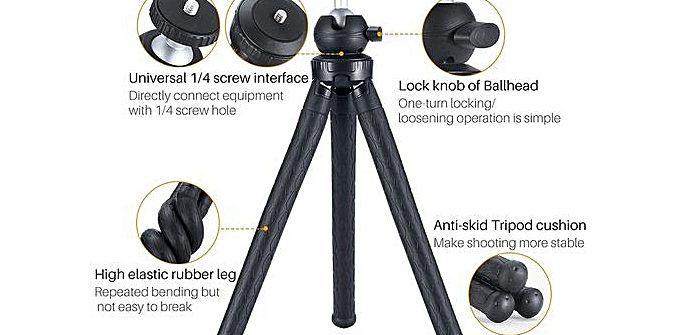 Universal 1/4 screw interface
Directly connect equipment
with 1/4 screw hole
Lock knob of Ballhead
One-turn locking/
loosening operation is simple
Anti-skid Tripod cushion
Make shooting more stable
High elastic rubber leg
Repeated bending but
not easy to break